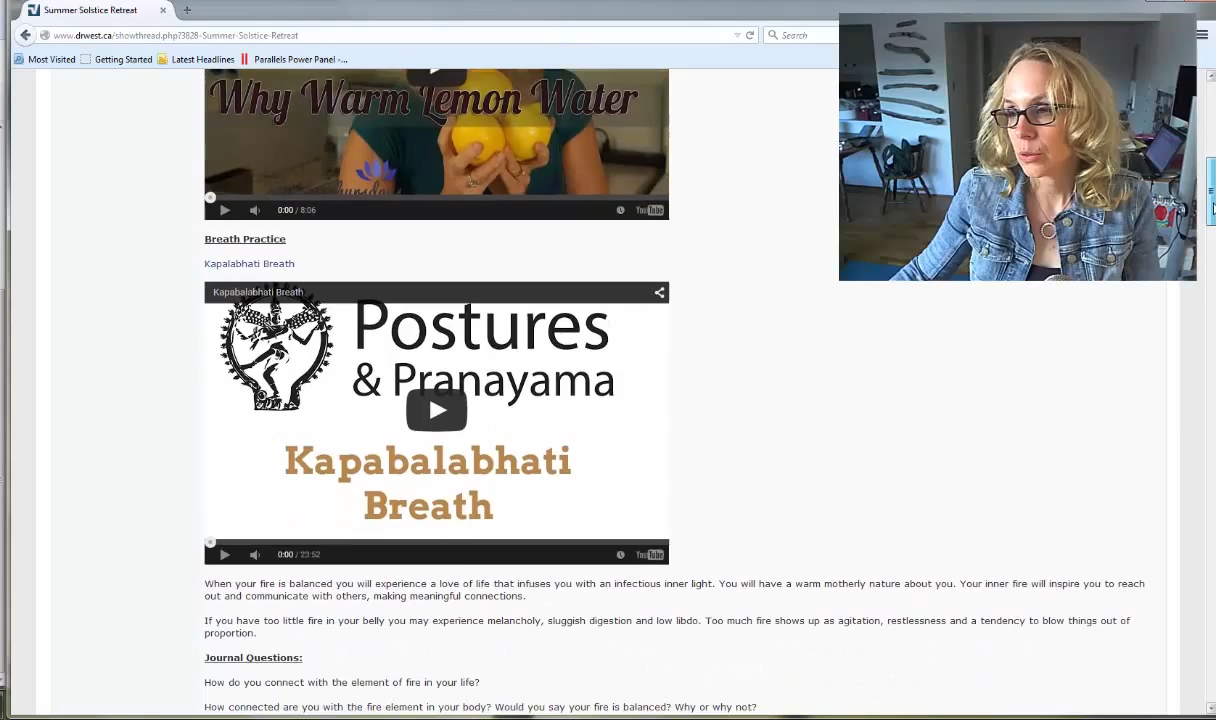 Summer Solstice Retreat
www.drwest.ca/showthread.php?3828-Summer-Solstice-Retreat
Search
Most Visited Getting Started Latest Headlines Parallels Power Panel -...
Why Warm Lemon Water
0:00 / 8:06
YouTube
Breath Practice
Kapalabhati Breath
Kapabalabhati Breath
Postures
& Pranayama
Kapabalabhati
Breath
0:00 / 23:52
YouTube
When your fire is balanced you will experience a love of life that infuses you with an infectious inner light. You will have a warm motherly nature about you. Your inner fire will inspire you to reach
out and communicate with others, making meaningful connections.
If you have too little fire in your belly you may experience melancholy, sluggish digestion and low libdo. Too much fire shows up as agitation, restlessness and a tendency to blow things out of
proportion.
Journal Questions:
How do you connect with the element of fire in your life?
How connected are you with the fire element in your body? Would you say your fire is balanced? Why or why not?